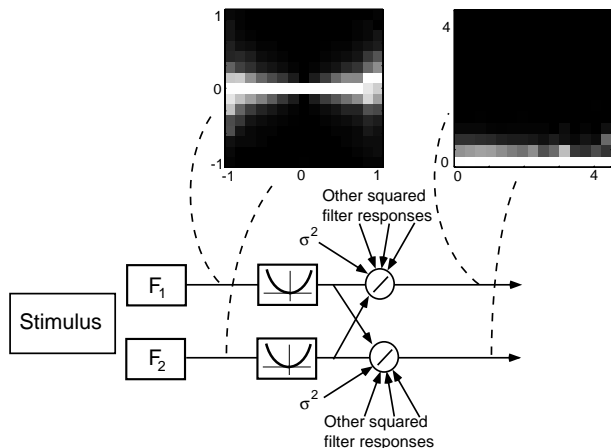 1
0
-1
-1
0
1
4
0
0
4
Other squared
filter responses
σ2
F1
Stimulus
F2
σ2
Other squared
filter responses